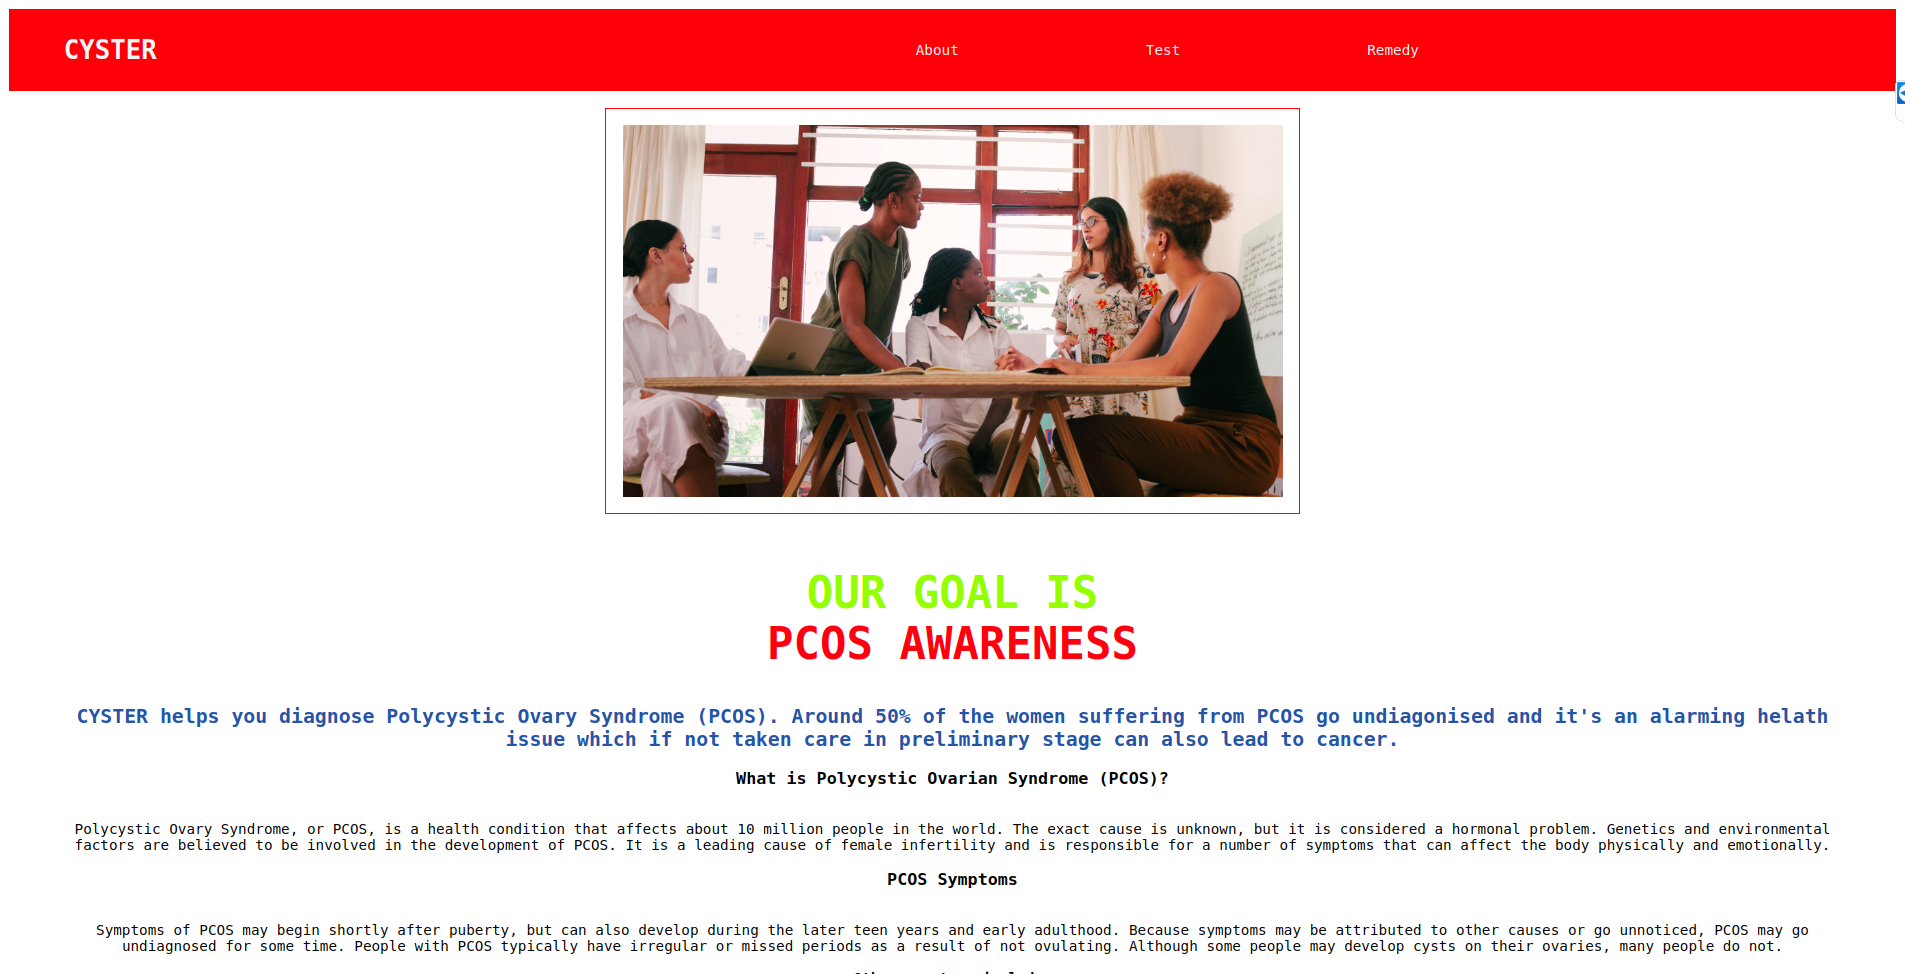 CYSTER
About
Test
Remedy
OUR GOAL IS
PCOS AWARENESS
CYSTER helps you diagnose Polycystic Ovary Syndrome (PCOS). Around 50% of the women suffering from PCOS go undiagonised and it's an alarming helath
issue which if not taken care in preliminary stage can also lead to cancer.
What is Polycystic Ovarian Syndrome (PCOS)?
Polycystic Ovary Syndrome, or PCOS, is a health condition that affects about 10 million people in the world. The exact cause is unknown, but it is considered a hormonal problem. Genetics and environmental
factors are believed to be involved in the development of PCOS. It is a leading cause of female infertility and is responsible for a number of symptoms that can affect the body physically and emotionally.
PCOS Symptoms
Symptoms of PCOS may begin shortly after puberty, but can also develop during the later teen years and early adulthood. Because symptoms may be attributed to other causes or go unnoticed, PCOS may go
undiagnosed for some time. People with PCOS typically have irregular or missed periods as a result of not ovulating. Although some people may develop cysts on their ovaries, many people do not.